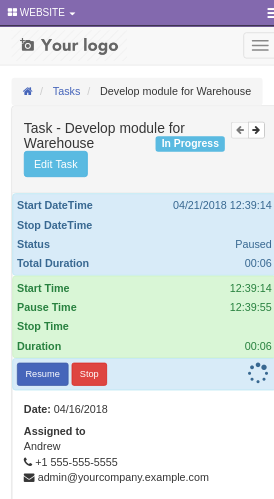 WEBSITE
Your logo
/ Tasks / Develop module for Warehouse
Task - Develop module for
Warehouse
In Progress
Edit Task
Start DateTime 04/21/2018 12:39:14
Stop DateTime
Status Paused
Total Duration 00:06
Start Time 12:39:14
Pause Time 12:39:55
Stop Time
Duration 00:06
Resume Stop
Date: 04/16/2018
Assigned to
Andrew
+1 555-555-5555
admin@yourcompany.example.com